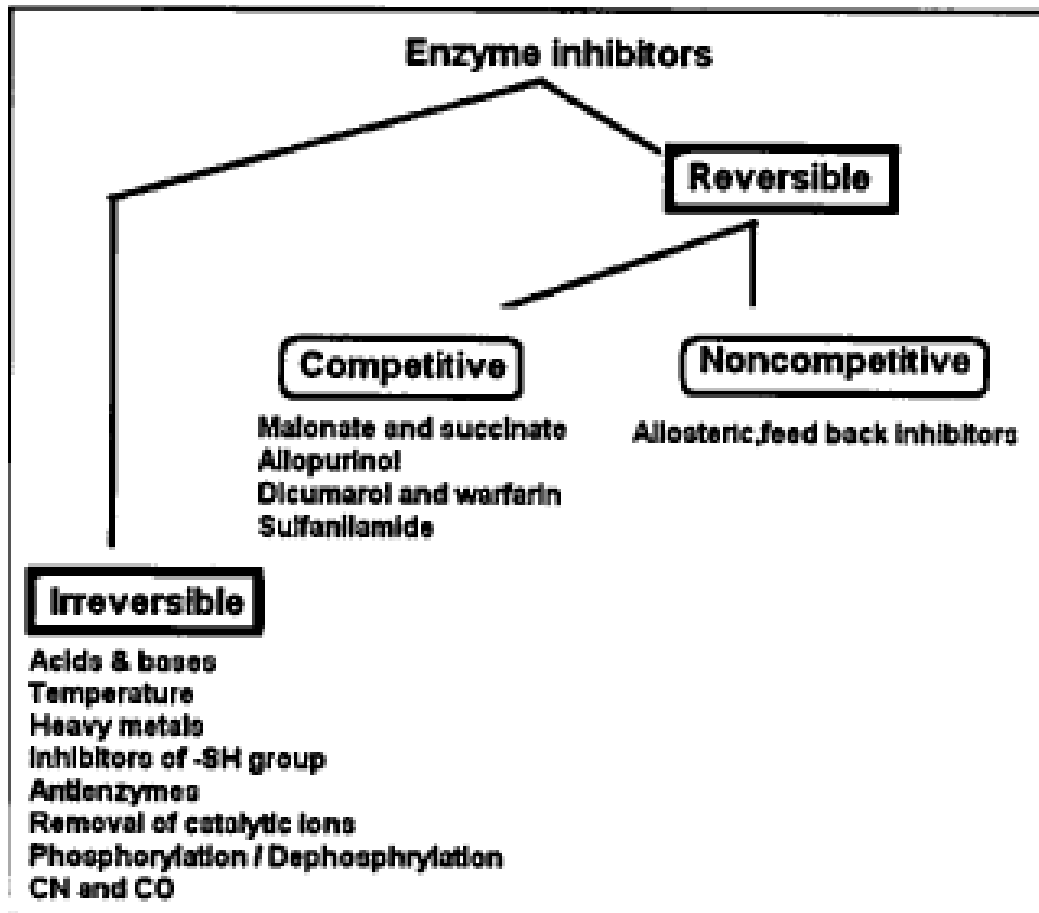 Enzyme inhibitors
Reversible
Competitive
Malonate and succinate
Allopurinol
Dicumarol and warfarin
Sulfanilamide
Noncompetitive
Allosteric,feed back inhibitors
Irreversible
Acids & bases
Temperature
Heavy metals
Inhibitors of -SH group
Antienzymes
Removal of catalytic ions
Phosphorylation / Dephosphrylation
CN and CO